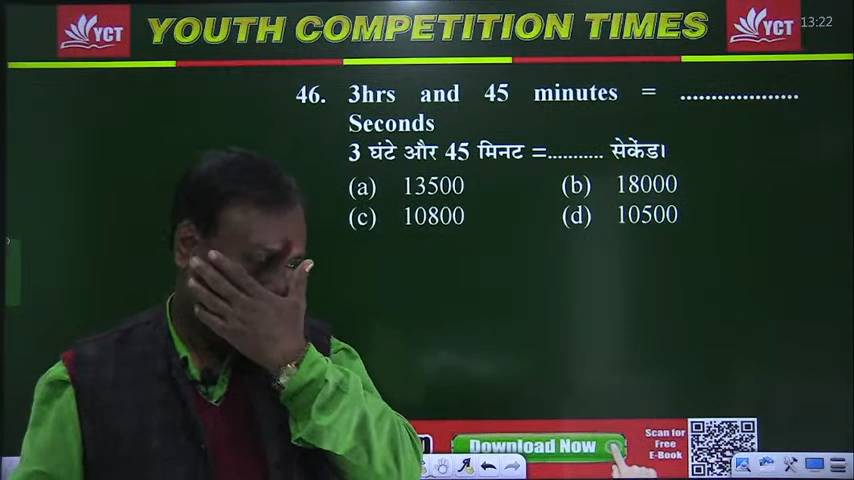 YCT
YOUTH COMPETITION TIMES
YCT
13:22
46. 3hrs and 45 minutes = ....................
Seconds
3 घंटे और 45 मिनट =........... सेकेंड।
(a) 13500 (b) 18000
(c) 10800 (d) 10500
Download Now
Scan for
Free
E-Book